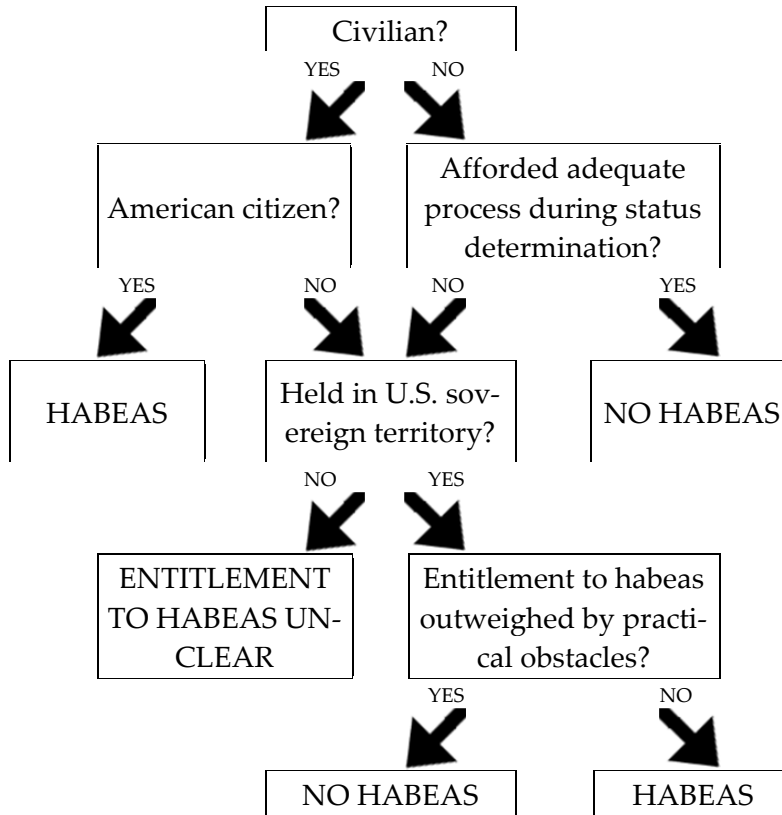 Civilian?
YES NO
American citizen?
Afforded adequate
process during status
determination?
YES NO NO YES
HABEAS
Held in U.S. sov-
ereign territory?
NO HABEAS
NO YES
ENTITLEMENT
TO HABEAS UN-
CLEAR
Entitlement to habeas
outweighed by practi-
cal obstacles?
YES NO
NO HABEAS
HABEAS